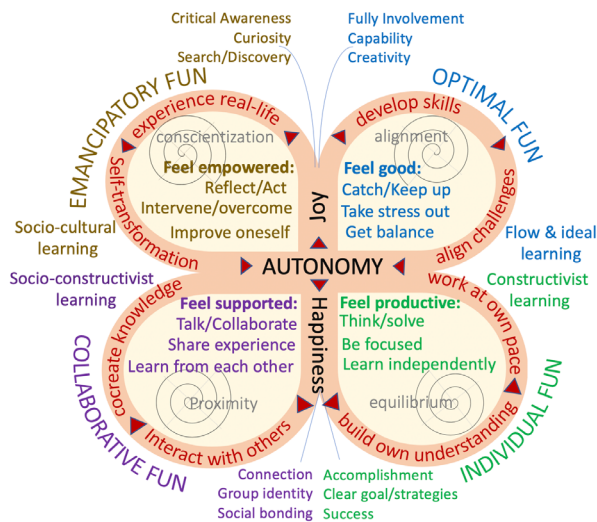 Critical Awareness
Curiosity
Search/Discovery
Fully Involvement
Capability
Creativity
EMANCIPATORY FUN
OPTIMAL FUN
experience real-life
Self-transformation
develop skills
align challenges
conscientization
Feel empowered:
Reflect/Act
Intervene/overcome
Improve oneself
alignment
Feel good:
Catch/Keep up
Take stress out
Get balance
Joy
Socio-cultural
learning
Flow & ideal
learning
AUTONOMY
Socio-constructivist
learning
Constructivist
learning
Happiness
cocreate knowledge
Interact with others
work at own pace
build own understanding
Feel supported:
Talk/Collaborate
Share experience
Learn from each other
Proximity
Feel productive:
Think/solve
Be focused
Learn independently
equilibrium
COLLABORATIVE FUN
INDIVIDUAL FUN
Connection
Group identity
Social bonding
Accomplishment
Clear goal/strategies
Success